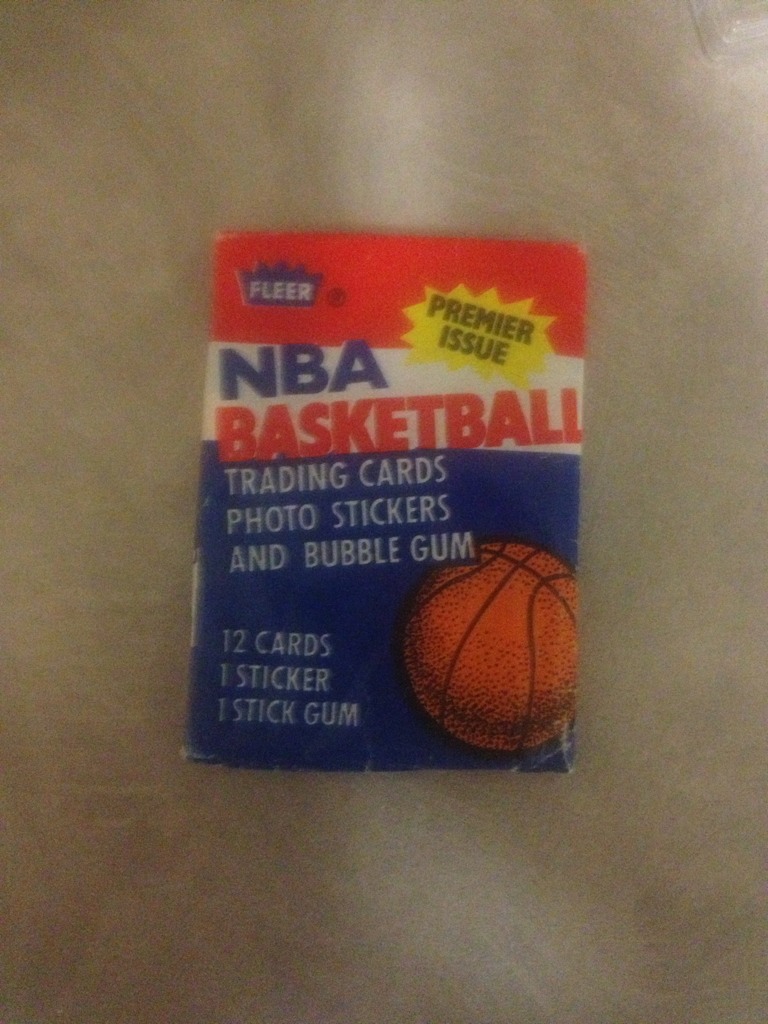 FLEER ®
PREMIER
ISSUE
NBA
BASKETBALL
TRADING CARDS
PHOTO STICKERS
AND BUBBLE GUM
12 CARDS
1 STICKER
1 STICK GUM